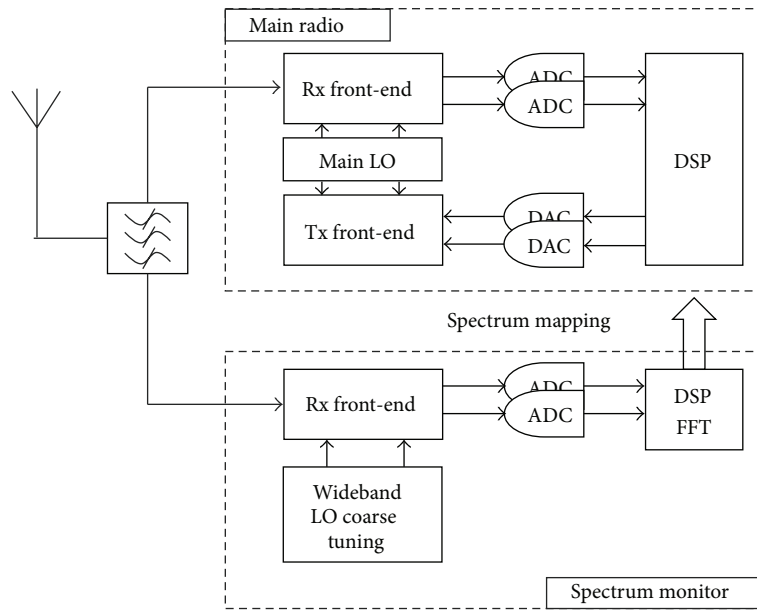 Main radio
Rx front-end
ADC
ADC
Main LO
DSP
Tx front-end
DAC
DAC
Spectrum mapping
Rx front-end
ADC
ADC
DSP
FFT
Wideband
LO coarse
tuning
Spectrum monitor